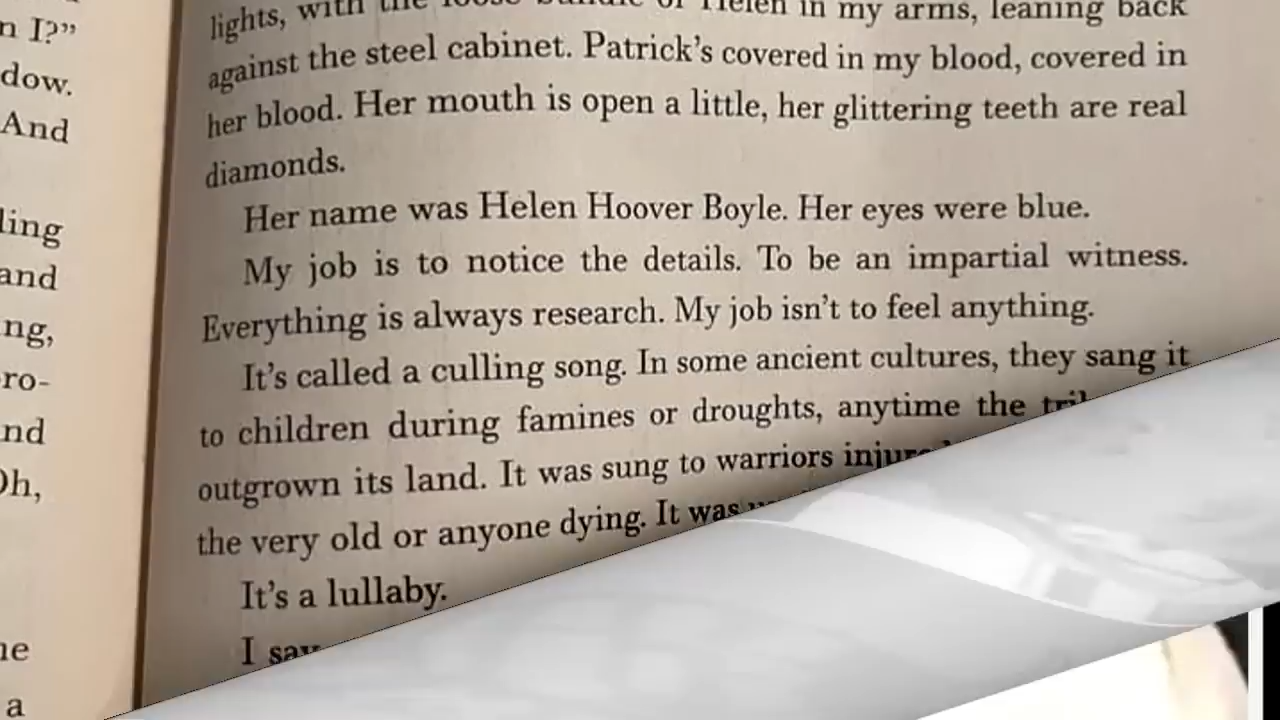 n I?”
dow.
And
ling
and
ng,
ro-
nd
Oh,
ne
a
lights, with the loose bundle of Helen in my arms, leaning back
against the steel cabinet. Patrick’s covered in my blood, covered in
her blood. Her mouth is open a little, her glittering teeth are real
diamonds.
Her name was Helen Hoover Boyle. Her eyes were blue.
My job is to notice the details. To be an impartial witness.
Everything is always research. My job isn’t to feel anything.
It’s called a culling song. In some ancient cultures, they sang it
to children during famines or droughts, anytime the
outgrown its land. It was sung to warriors
the very old or anyone dying. It was
It’s a lullaby.
I say